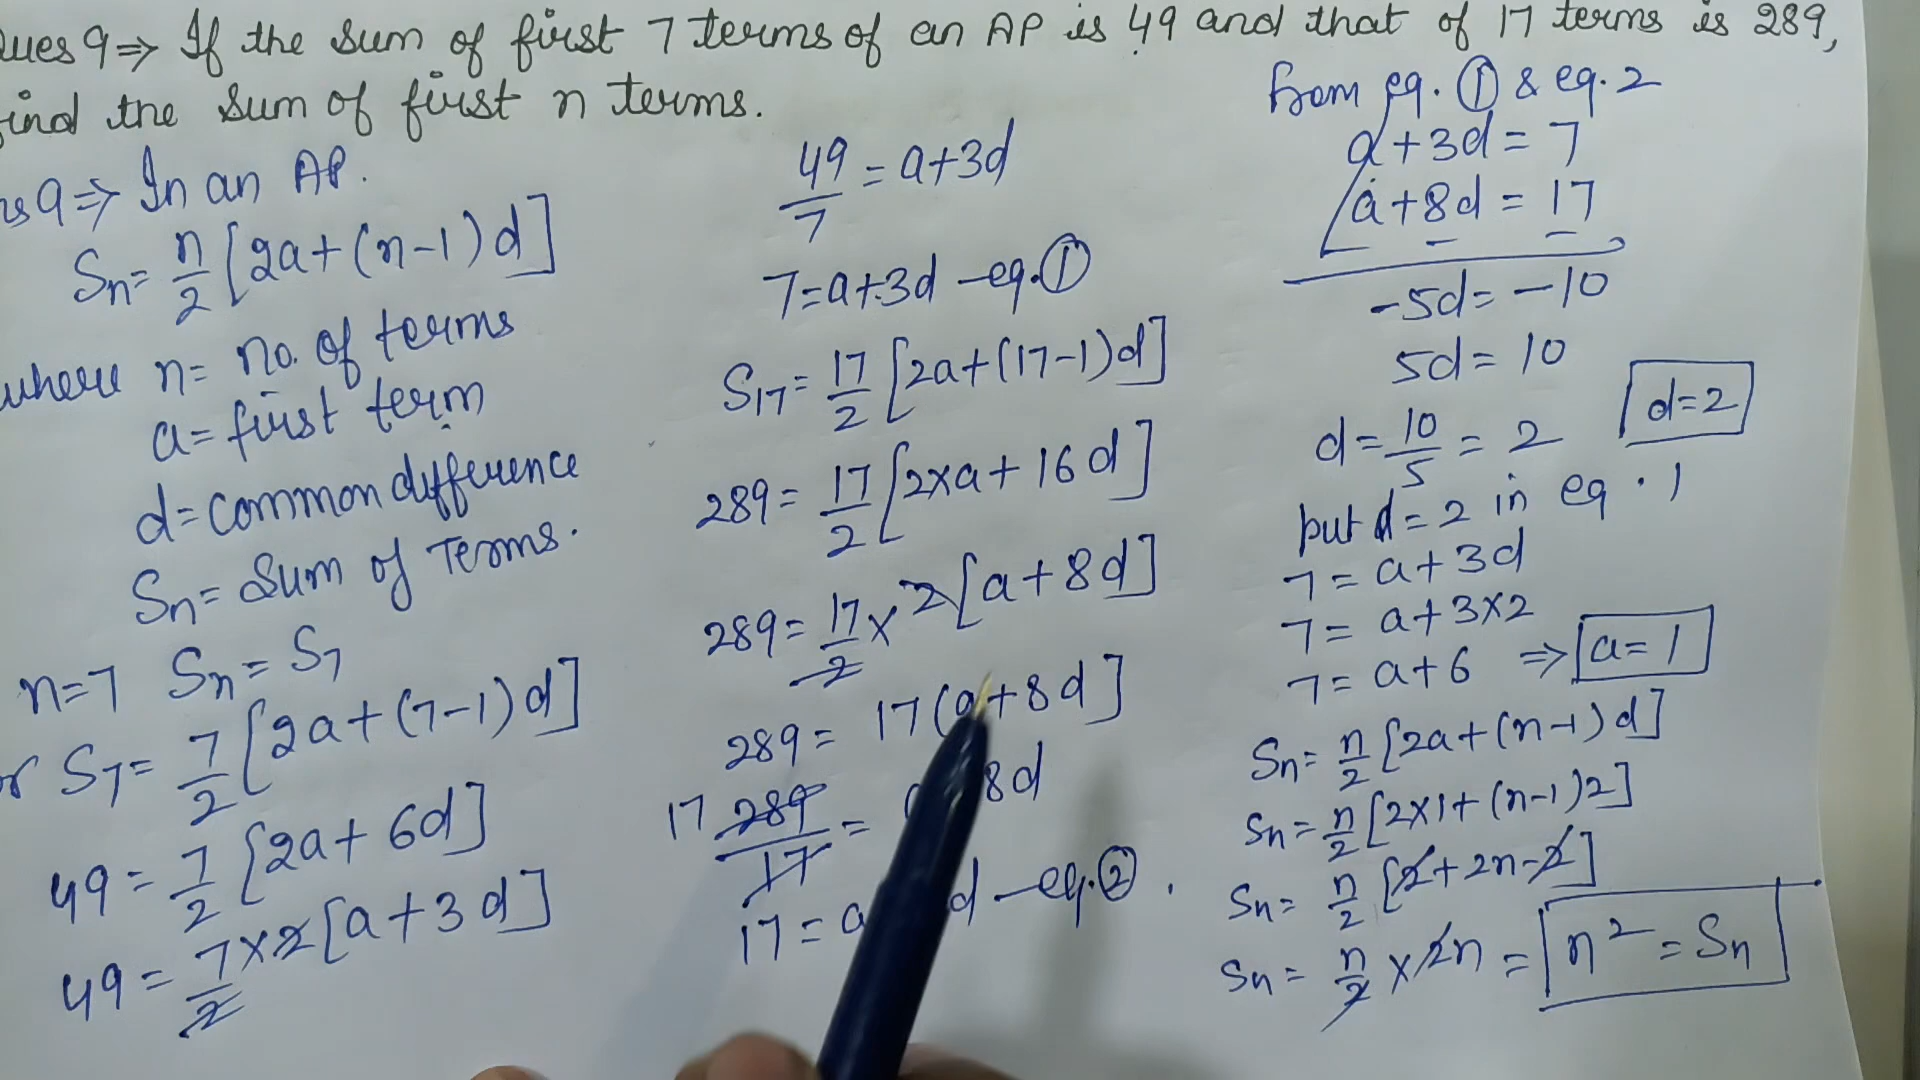 Ques 9⇒ If the sum of first 7 terms of an AP is 49 and that of 17 terms is 289,
find the sum of first n terms.
9⇒ In an AP.
Sn= n/2 [2a+(n-1)d]
where n= no. of terms
a= first term
d= common difference
Sn= Sum of Terms.
n=7 Sn= S7
or S7= 7/2 [2a+(7-1)d]
49= 7/2 [2a+6d]
49= 7/2 ×2[a+3d]
49/7 = a+3d
7=a+3d -eq.①
S17= 17/2 [2a+(17-1)d]
289= 17/2 [2×a+16d]
289= 17/2 ×2[a+8d]
289= 17(a+8d]
17 289/17 = 8d
17= a d -eq.②.
from eq.① & eq.2
a+3d= 7
a+8d= 17
- - -
-5d= -10
5d= 10
d= 10/5 = 2 d=2
put d=2 in eq.1
7= a+3d
7= a+3×2
7= a+6 ⇒ a=1
Sn= n/2 [2a+(n-1)d]
Sn= n/2 [2×1+(n-1)2]
Sn= n/2 [2+2n-2]
Sn= n/2 ×2n = n² = Sn